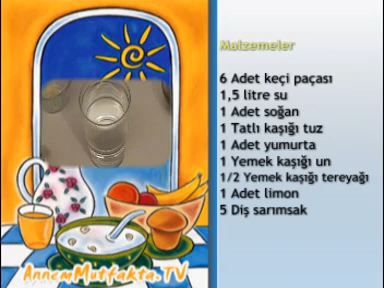 Malzemeler
6 Adet keçi paçası
1,5 litre su
1 Adet soğan
1 Tatlı kaşığı tuz
1 Adet yumurta
1 Yemek kaşığı un
1/2 Yemek kaşığı tereyağı
1 Adet limon
5 Diş sarımsak
AnnemMutfakta.TV